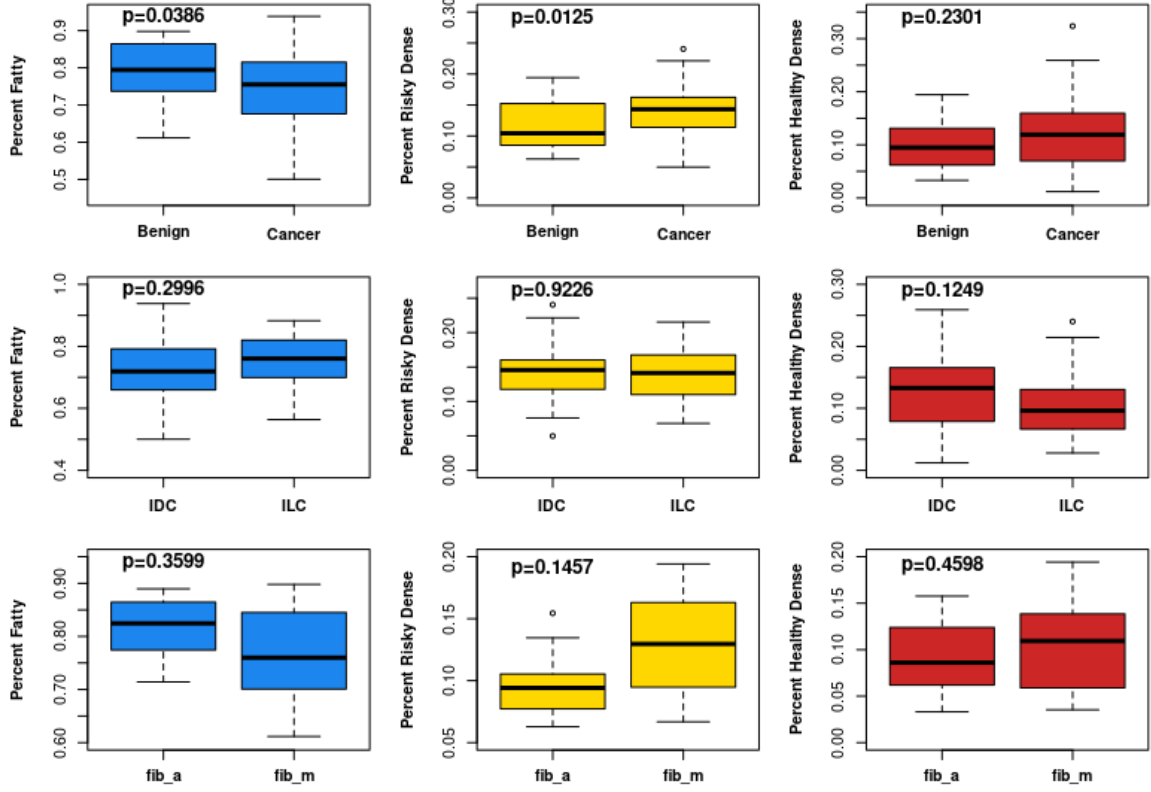 p=0.0386
Percent Fatty
0.9
0.8
0.7
0.6
0.5
Benign Cancer
p=0.0125
Percent Risky Dense
0.30
0.20
0.10
0.00
Benign Cancer
p=0.2301
Percent Healthy Dense
0.30
0.20
0.10
0.00
Benign Cancer
p=0.2996
Percent Fatty
1.0
0.8
0.6
0.4
IDC ILC
p=0.9226
Percent Risky Dense
0.20
0.10
0.00
IDC ILC
p=0.1249
Percent Healthy Dense
0.30
0.20
0.10
0.00
IDC ILC
p=0.3599
Percent Fatty
0.90
0.80
0.70
0.60
fib_a fib_m
p=0.1457
Percent Risky Dense
0.20
0.15
0.10
0.05
fib_a fib_m
p=0.4598
Percent Healthy Dense
0.20
0.15
0.10
0.05
0.00
fib_a fib_m